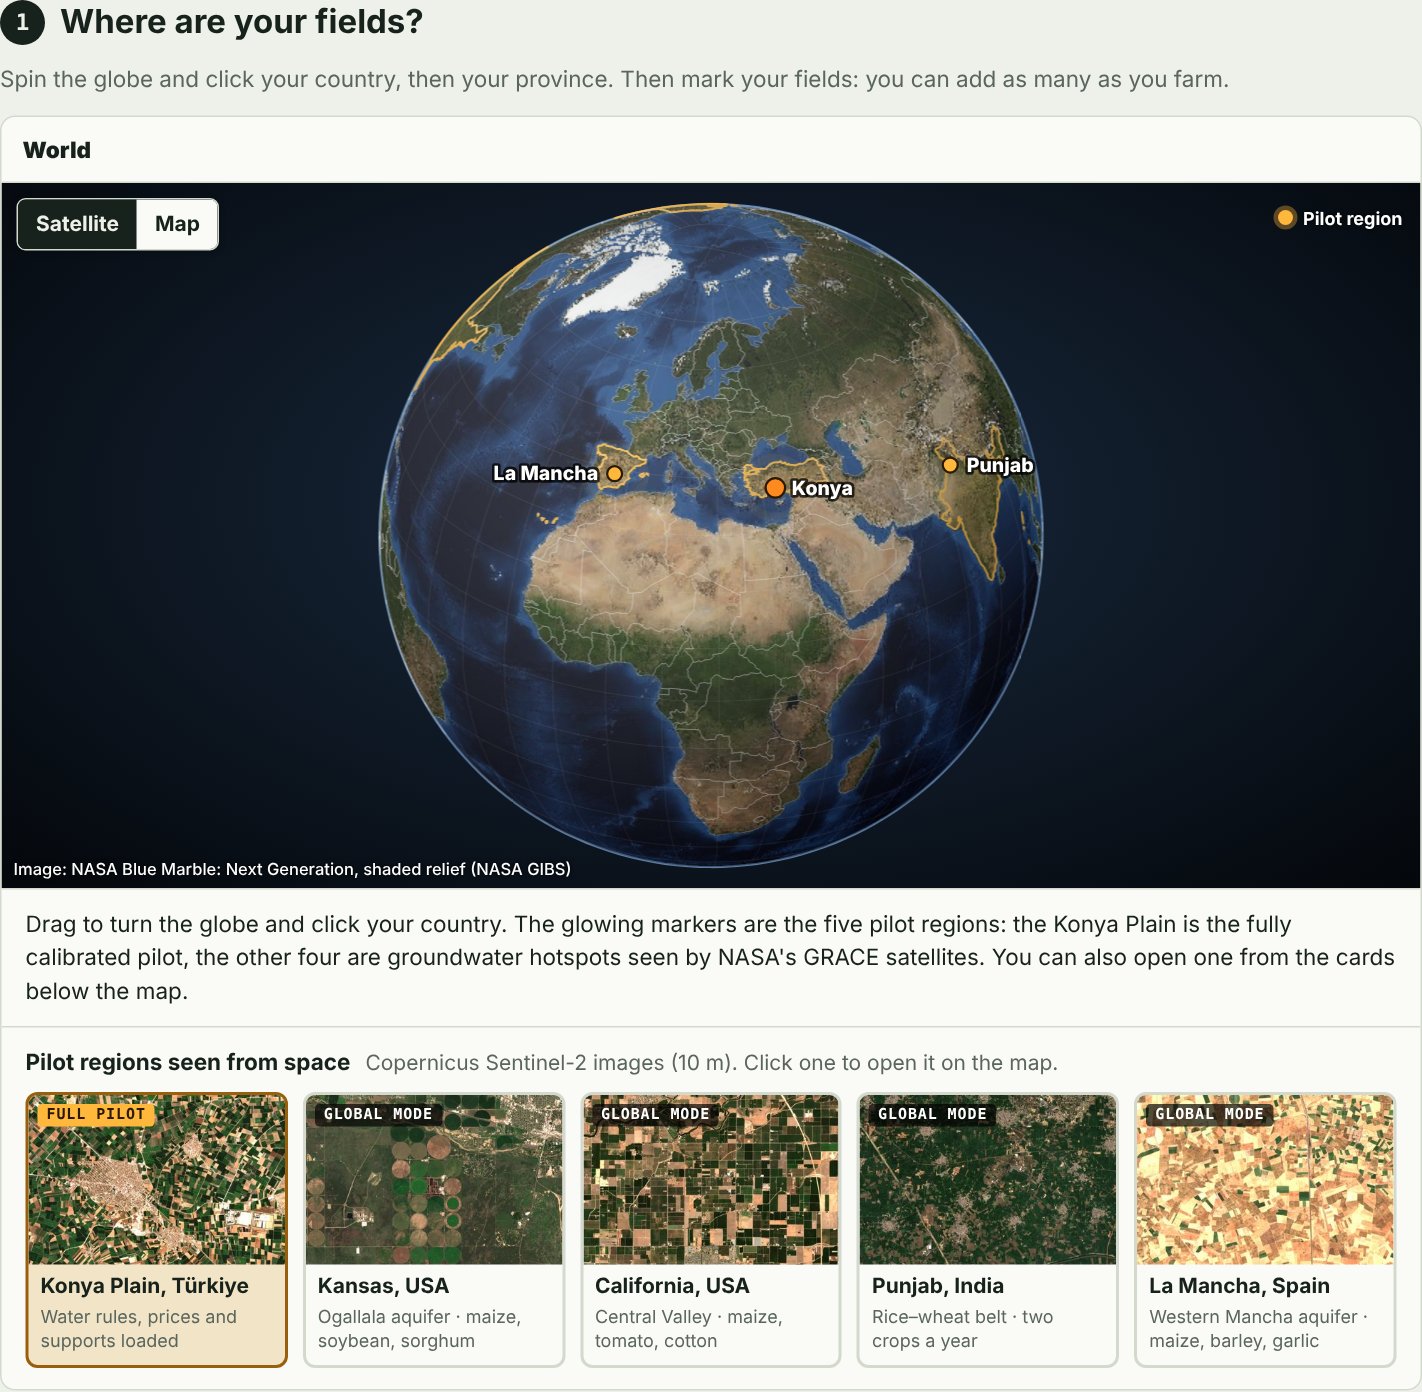 1 Where are your fields?
Spin the globe and click your country, then your province. Then mark your fields: you can add as many as you farm.
World
Satellite Map
Pilot region
La Mancha
Konya
Punjab
Image: NASA Blue Marble: Next Generation, shaded relief (NASA GIBS)
Drag to turn the globe and click your country. The glowing markers are the five pilot regions: the Konya Plain is the fully
calibrated pilot, the other four are groundwater hotspots seen by NASA's GRACE satellites. You can also open one from the cards
below the map.
Pilot regions seen from space Copernicus Sentinel-2 images (10 m). Click one to open it on the map.
FULL PILOT
Konya Plain, Türkiye
Water rules, prices and
supports loaded
GLOBAL MODE
Kansas, USA
Ogallala aquifer · maize,
soybean, sorghum
GLOBAL MODE
California, USA
Central Valley · maize,
tomato, cotton
GLOBAL MODE
Punjab, India
Rice–wheat belt · two
crops a year
GLOBAL MODE
La Mancha, Spain
Western Mancha aquifer ·
maize, barley, garlic